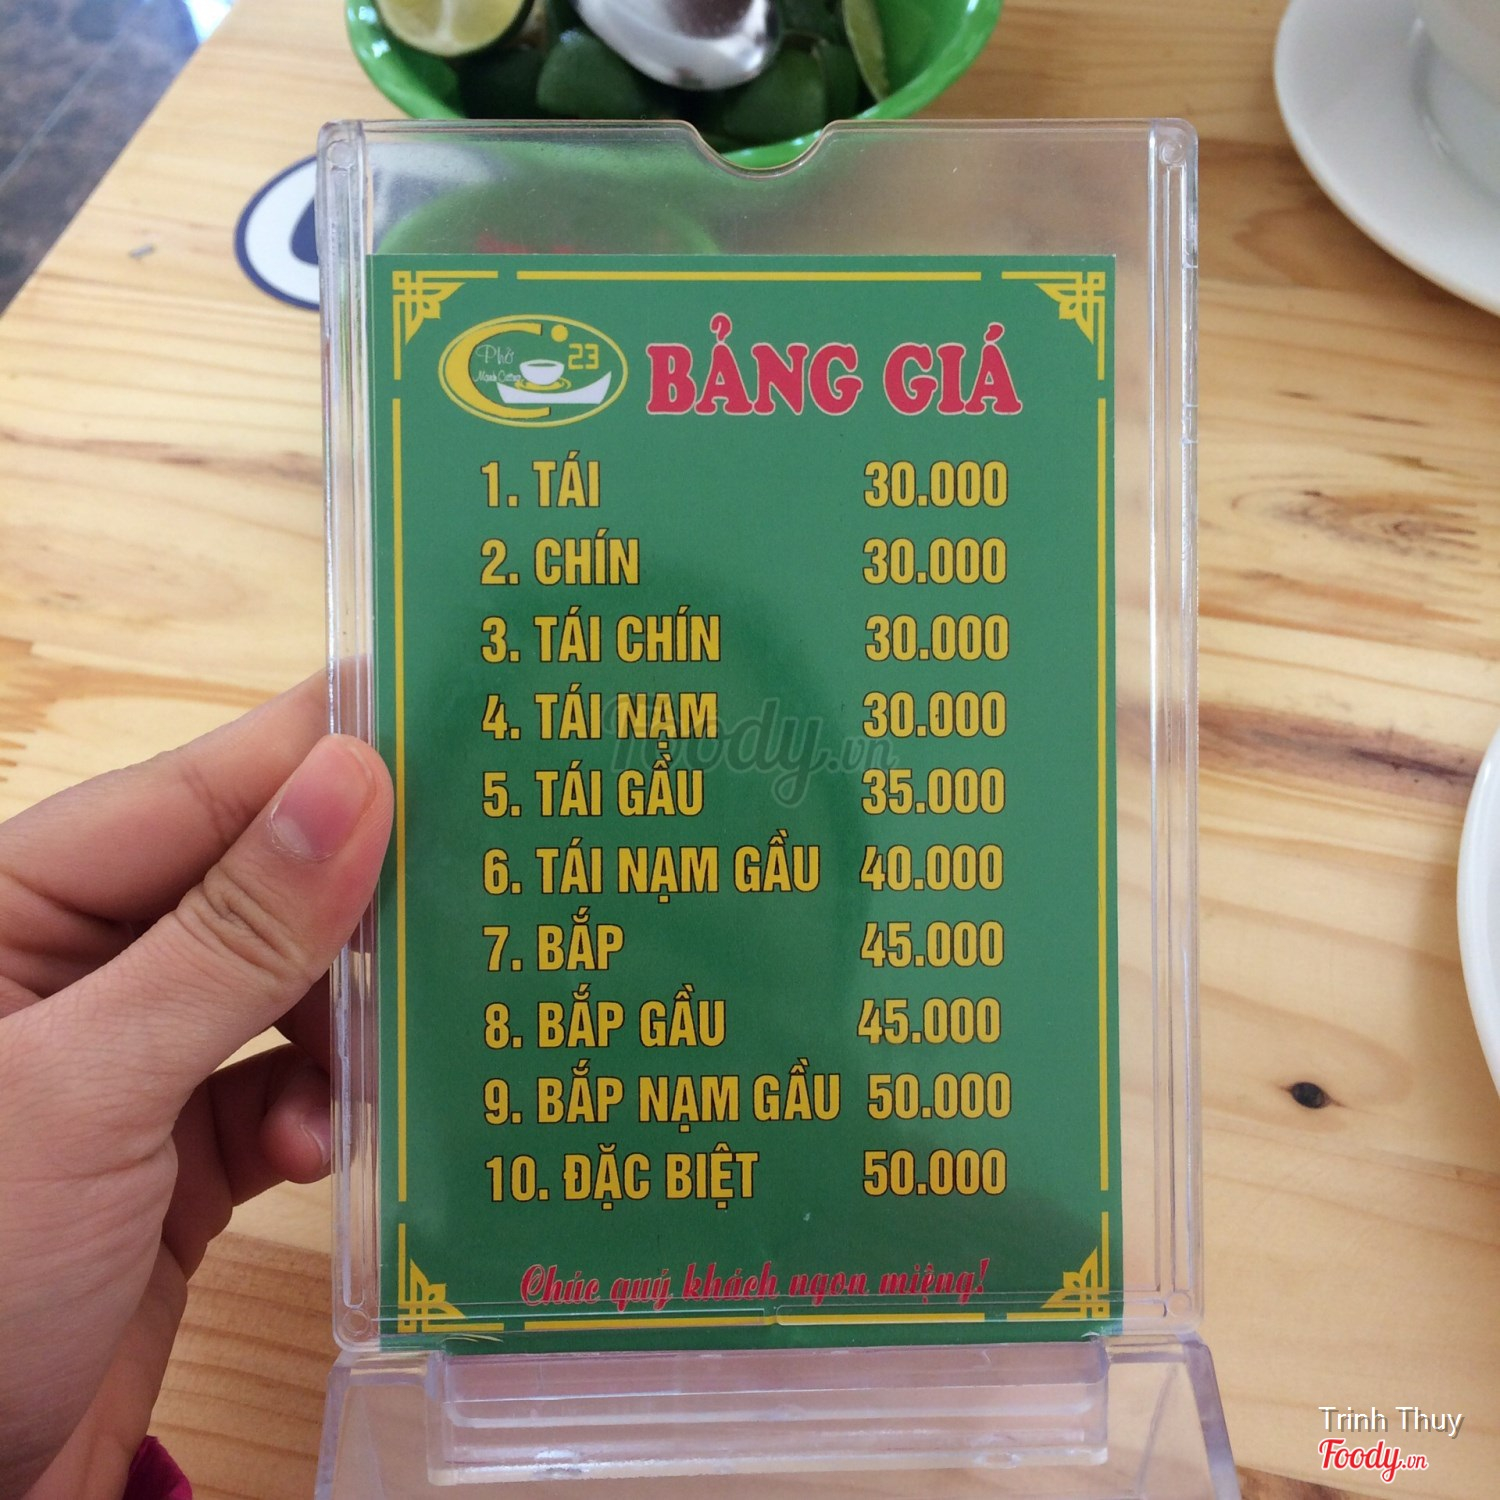 Phở
23
BẢNG GIÁ
1. TÁI 30.000
2. CHÍN 30.000
3. TÁI CHÍN 30.000
4. TÁI NẠM 30.000
5. TÁI GẦU 35.000
6. TÁI NẠM GẦU 40.000
7. BẮP 45.000
8. BẮP GẦU 45.000
9. BẮP NẠM GẦU 50.000
10. ĐẶC BIỆT 50.000
Chúc quý khách ngon miệng!
Foody.vn
Trinh Thuy
Foody.vn